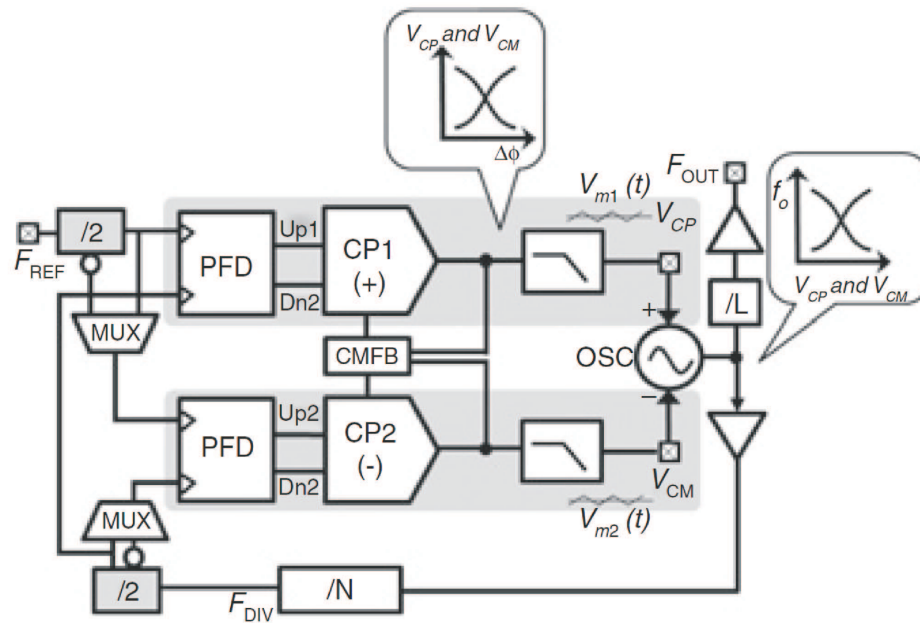 V_CP and V_CM
Δϕ
V_m1 (t)
F_OUT
f_o
V_CP and V_CM
/2
F_REF
PFD
Up1
Dn2
CP1
(+)
V_CP
/L
MUX
CMFB
+
OSC
−
PFD
Up2
Dn2
CP2
(-)
V_CM
V_m2 (t)
MUX
/2
F_DIV
/N